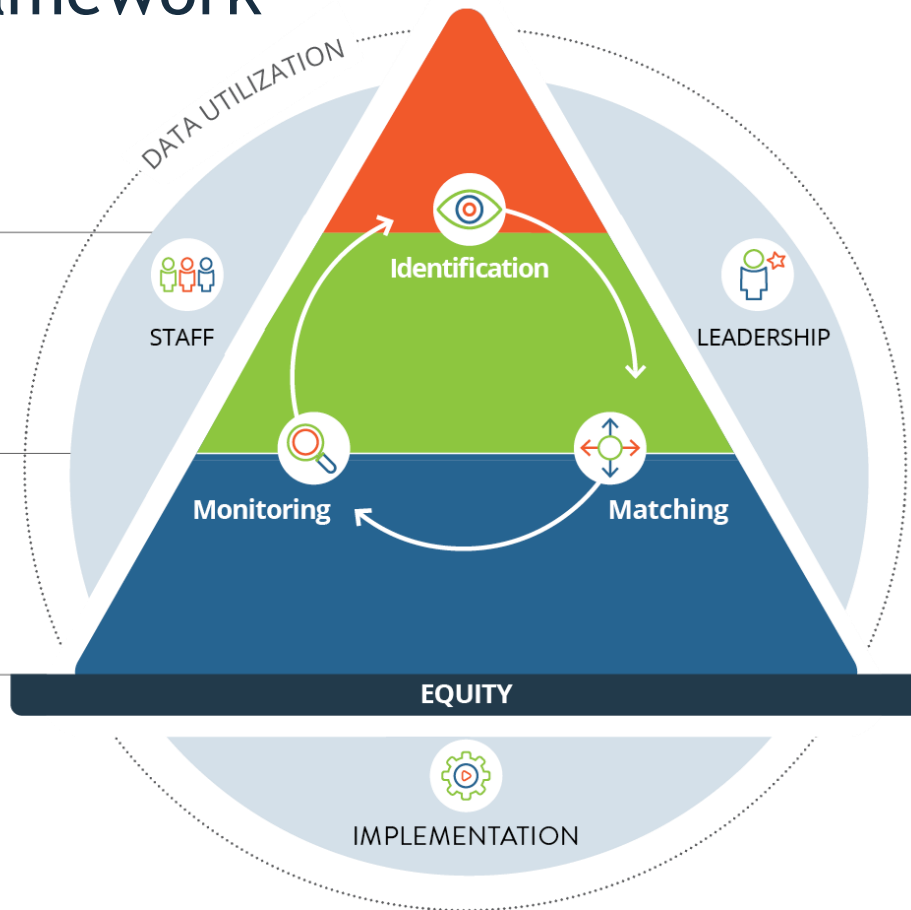 DATA UTILIZATION
Identification
STAFF
LEADERSHIP
Monitoring
Matching
EQUITY
IMPLEMENTATION